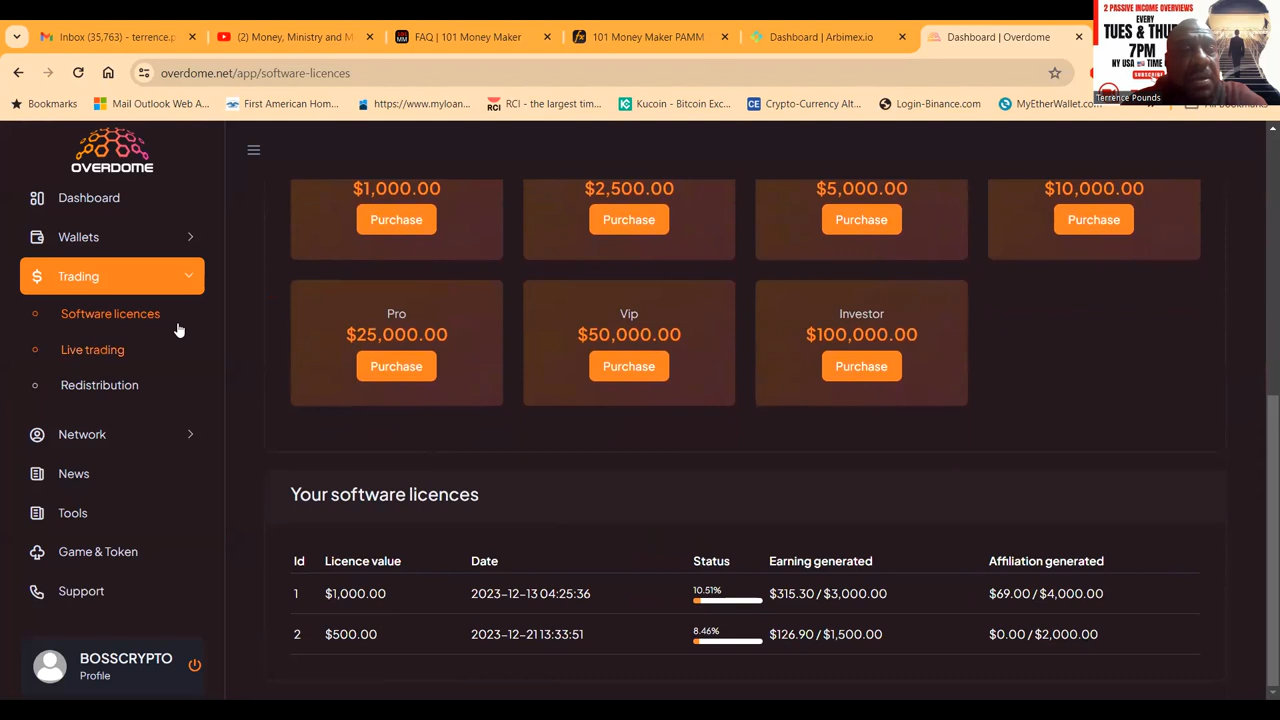 Inbox (35,763) - terrence.p
(2) Money, Ministry and M
FAQ | 101 Money Maker
101 Money Maker PAMM
Dashboard | Arbimex.io
Dashboard | Overdome
overdome.net/app/software-licences
Bookmarks
Mail Outlook Web A...
First American Hom...
https://www.myloan...
RCI - the largest tim...
Kucoin - Bitcoin Exc...
Crypto-Currency Alt...
Login-Binance.com
MyEtherWallet.com
2 PASSIVE INCOME OVERVIEWS
EVERY
TUES & THU
7PM
NY USA TIME
SUBSCRIBE
Terrence Pounds
OVERDOME
Dashboard
Wallets
Trading
Software licences
Live trading
Redistribution
Network
News
Tools
Game & Token
Support
BOSSCRYPTO
Profile
$1,000.00 $2,500.00 $5,000.00 $10,000.00
Purchase Purchase Purchase Purchase
Pro Vip Investor
$25,000.00 $50,000.00 $100,000.00
Purchase Purchase Purchase
Your software licences
Id Licence value Date Status Earning generated Affiliation generated
1 $1,000.00 2023-12-13 04:25:36 10.51% $315.30 / $3,000.00 $69.00 / $4,000.00
2 $500.00 2023-12-21 13:33:51 8.46% $126.90 / $1,500.00 $0.00 / $2,000.00